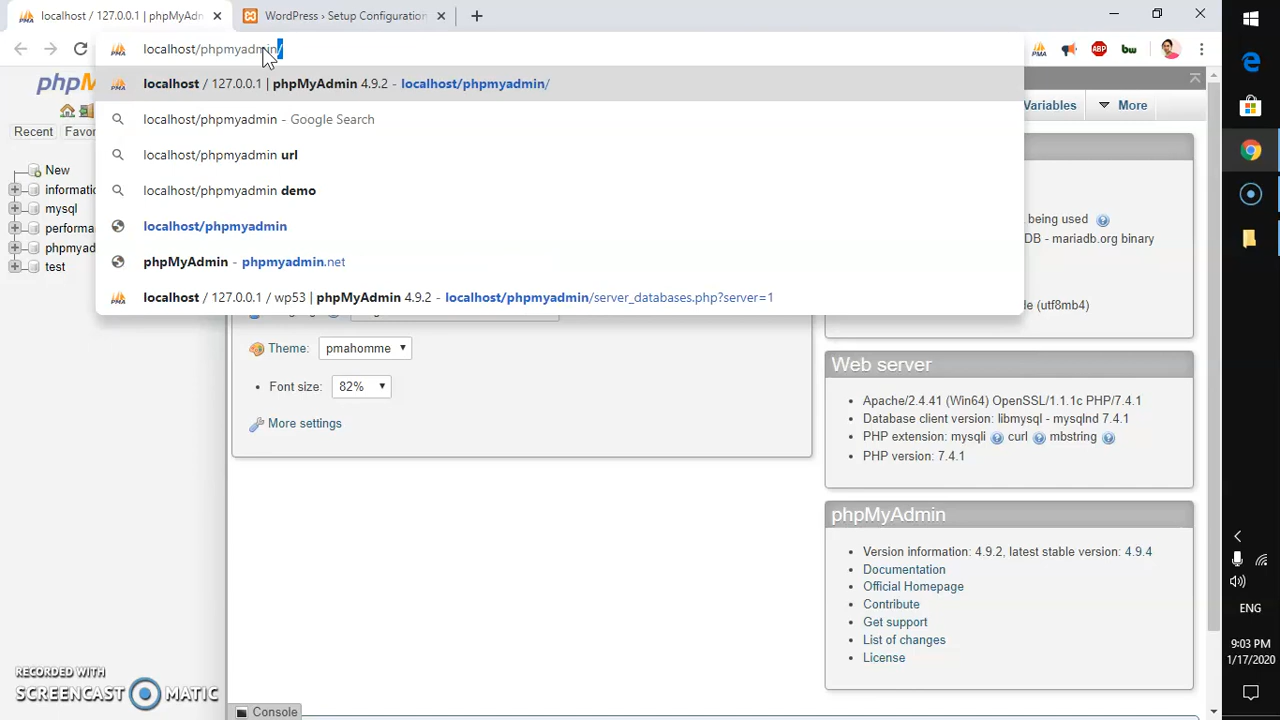 localhost / 127.0.0.1 | phpMyAdm
WordPress › Setup Configuration
localhost/phpmyadmin/
localhost / 127.0.0.1 | phpMyAdmin 4.9.2 - localhost/phpmyadmin/
localhost/phpmyadmin - Google Search
localhost/phpmyadmin url
localhost/phpmyadmin demo
localhost/phpmyadmin
phpMyAdmin - phpmyadmin.net
localhost / 127.0.0.1 / wp53 | phpMyAdmin 4.9.2 - localhost/phpmyadmin/server_databases.php?server=1
PMA
ABP
bw
phpM
Recent Favor
New
informatio
mysql
performa
phpmyad
test
Variables More
being used
DB - mariadb.org binary
de (utf8mb4)
Theme: pmahomme
Font size: 82%
More settings
Web server
Apache/2.4.41 (Win64) OpenSSL/1.1.1c PHP/7.4.1
Database client version: libmysql - mysqlnd 7.4.1
PHP extension: mysqli curl mbstring
PHP version: 7.4.1
phpMyAdmin
Version information: 4.9.2, latest stable version: 4.9.4
Documentation
Official Homepage
Contribute
Get support
List of changes
License
Console
RECORDED WITH
SCREENCAST MATIC
ENG
9:03 PM
1/17/2020